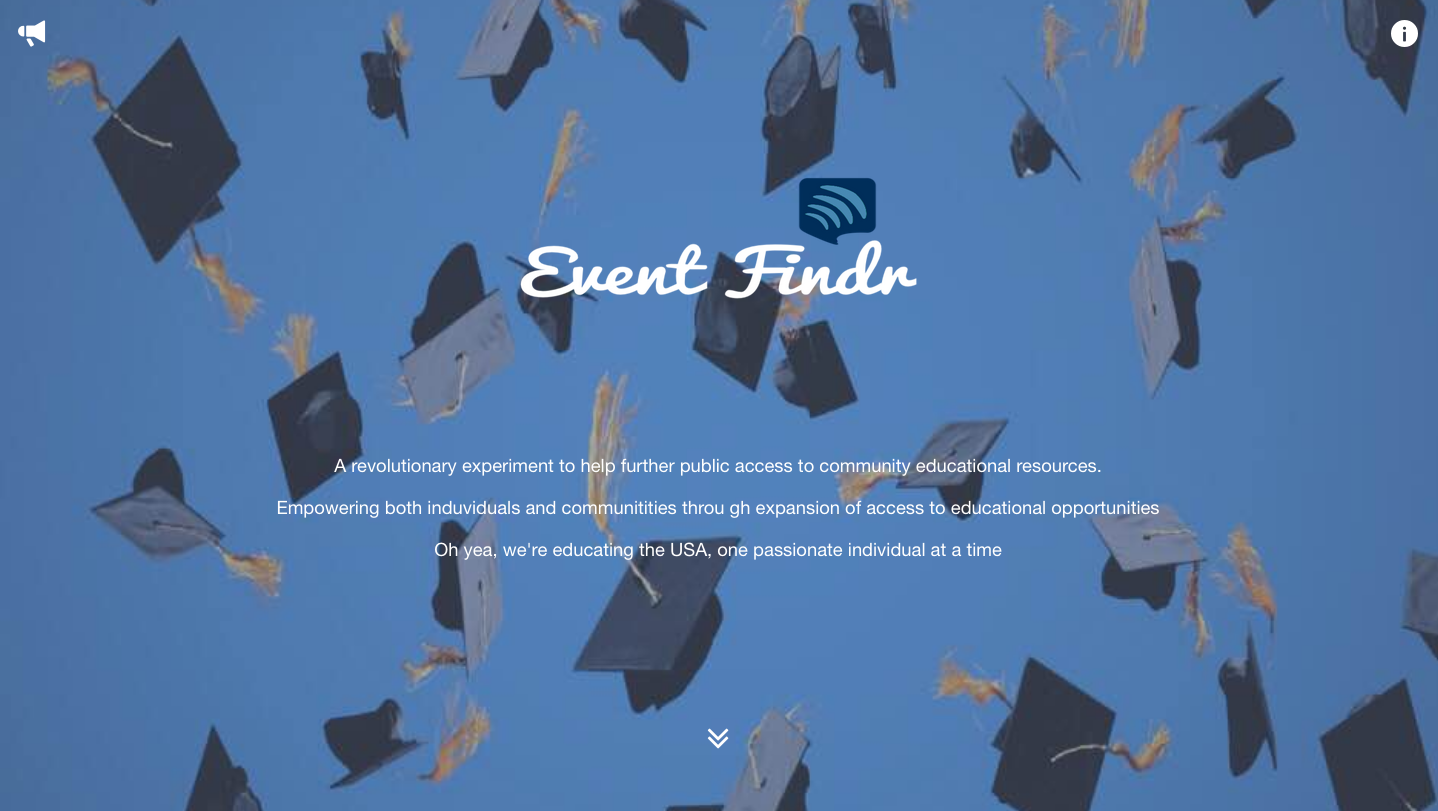 Event Findr
A revolutionary experiment to help further public access to community educational resources.
Empowering both induviduals and communitities throu gh expansion of access to educational opportunities
Oh yea, we're educating the USA, one passionate individual at a time